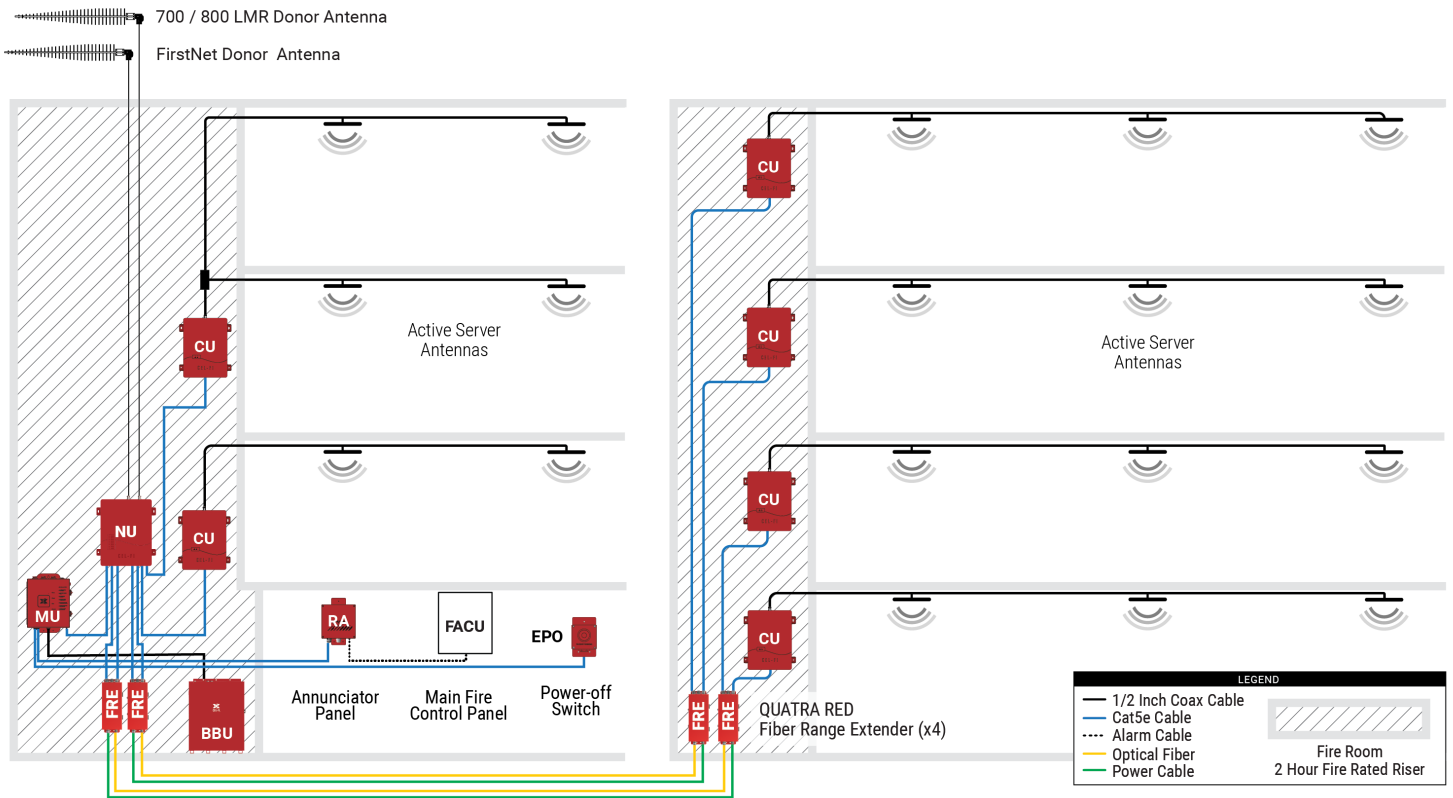 700 / 800 LMR Donor Antenna
FirstNet Donor Antenna
CU
CU
Active Server
Antennas
CU
Active Server
Antennas
CU
CU
NU
CU
MU
RA
FACU
EPO
CU
FRE
FRE
BBU
Annunciator
Panel
Main Fire
Control Panel
Power-off
Switch
FRE
FRE
QUATRA RED
Fiber Range Extender (x4)
LEGEND
1/2 Inch Coax Cable
Cat5e Cable
Alarm Cable
Optical Fiber
Power Cable
Fire Room
2 Hour Fire Rated Riser